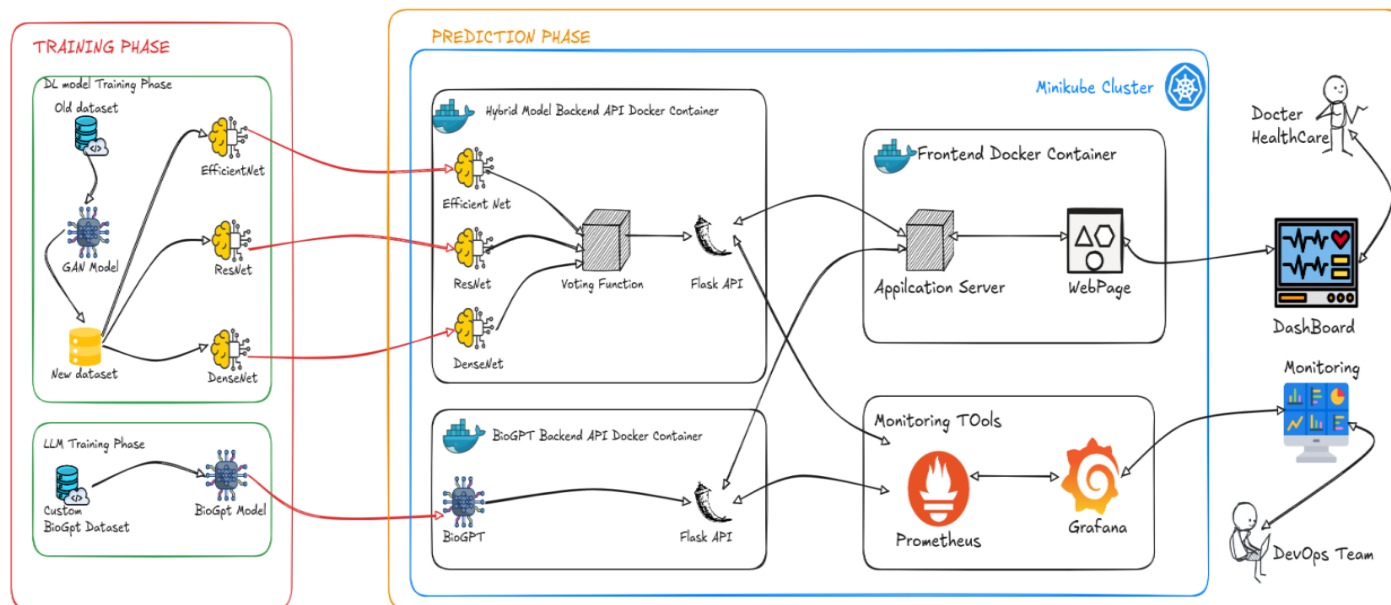 TRAINING PHASE
DL model Training Phase
Old dataset
GAN Model
New dataset
EfficientNet
ResNet
DenseNet
LLM Training Phase
Custom
BioGpt Dataset
BioGpt Model
PREDICTION PHASE
Minikube Cluster
Hybrid Model Backend API Docker Container
Efficient Net
ResNet
DenseNet
Voting Function
Flask API
BioGPT Backend API Docker Container
BioGPT
Flask API
Frontend Docker Container
Appilcation Server
WebPage
Monitoring TOols
Prometheus
Grafana
Docter
HealthCare
DashBoard
Monitoring
DevOps Team